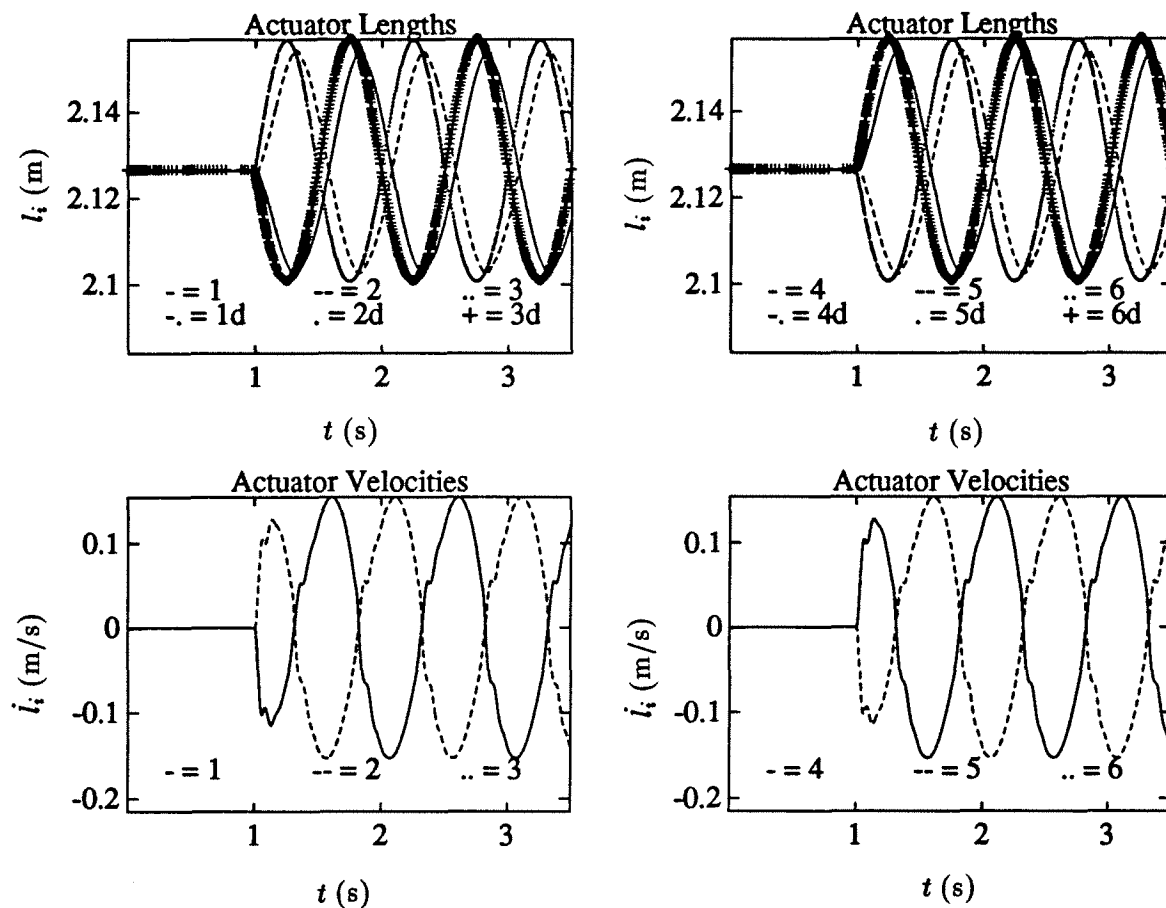 Actuator Lengths
2.14
2.12
2.1
l_i (m)
- = 1 -- = 2 .. = 3
-. = 1d . = 2d + = 3d
1 2 3
t (s)
Actuator Lengths
2.14
2.12
2.1
l_i (m)
- = 4 -- = 5 .. = 6
-. = 4d . = 5d + = 6d
1 2 3
t (s)
Actuator Velocities
0.1
0
-0.1
-0.2
l̇_i (m/s)
- = 1 -- = 2 .. = 3
1 2 3
t (s)
Actuator Velocities
0.1
0
-0.1
-0.2
l̇_i (m/s)
- = 4 -- = 5 .. = 6
1 2 3
t (s)